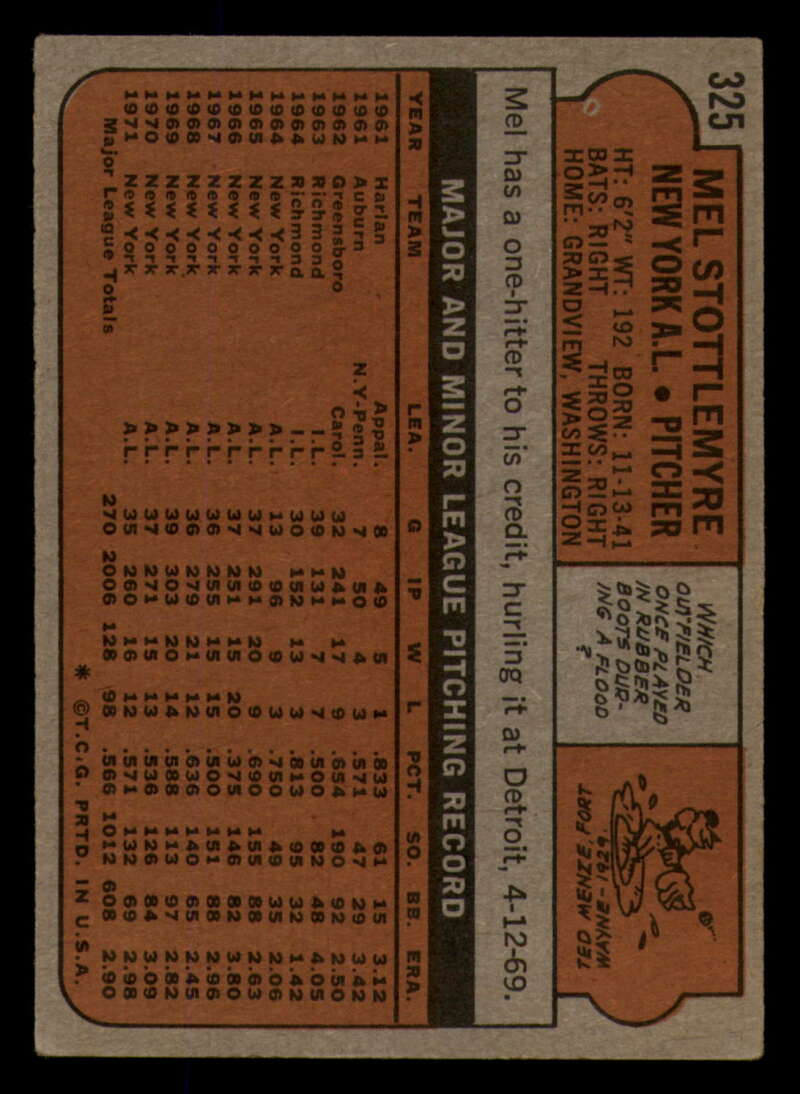 325
MEL STOTTLEMYRE
NEW YORK A.L. • PITCHER
HT: 6'2" WT: 192 BORN: 11-13-41
BATS: RIGHT THROWS: RIGHT
HOME: GRANDVIEW, WASHINGTON
WHICH
OUTFIELDER
ONCE PLAYED
IN RUBBER
BOOTS DUR-
ING A FLOOD
?
TED MENZE FORT
WAYNE - 1929.
Mel has a one-hitter to his credit, hurling it at Detroit, 4-12-69.
MAJOR AND MINOR LEAGUE PITCHING RECORD
YEAR TEAM LEA. G IP W L PCT. SO. BB. ERA.
1961 Harlan Appal. 8 49 5 1 .833 61 15 3.12
1961 Auburn N.Y-Penn. 7 50 4 3 .571 47 29 3.42
1962 Greensboro Carol. 32 241 17 9 .654 190 92 2.50
1963 Richmond I.L. 39 131 7 7 .500 82 48 4.05
1964 Richmond I.L. 30 152 13 3 .813 95 32 1.42
1964 New York A.L. 13 96 9 3 .750 49 35 2.06
1965 New York A.L. 37 291 20 9 .690 155 88 2.63
1966 New York A.L. 37 251 15 20 .375 146 82 3.80
1967 New York A.L. 36 255 15 15 .500 151 88 2.96
1968 New York A.L. 36 279 21 12 .636 140 65 2.45
1969 New York A.L. 39 303 20 14 .588 113 97 2.82
1970 New York A.L. 37 271 15 13 .536 126 84 3.09
1971 New York A.L. 35 260 16 12 .571 132 69 2.98
Major League Totals 270 2006 128 98 .566 1012 608 2.90
* ©T.C.G. PRTD. IN U.S.A.